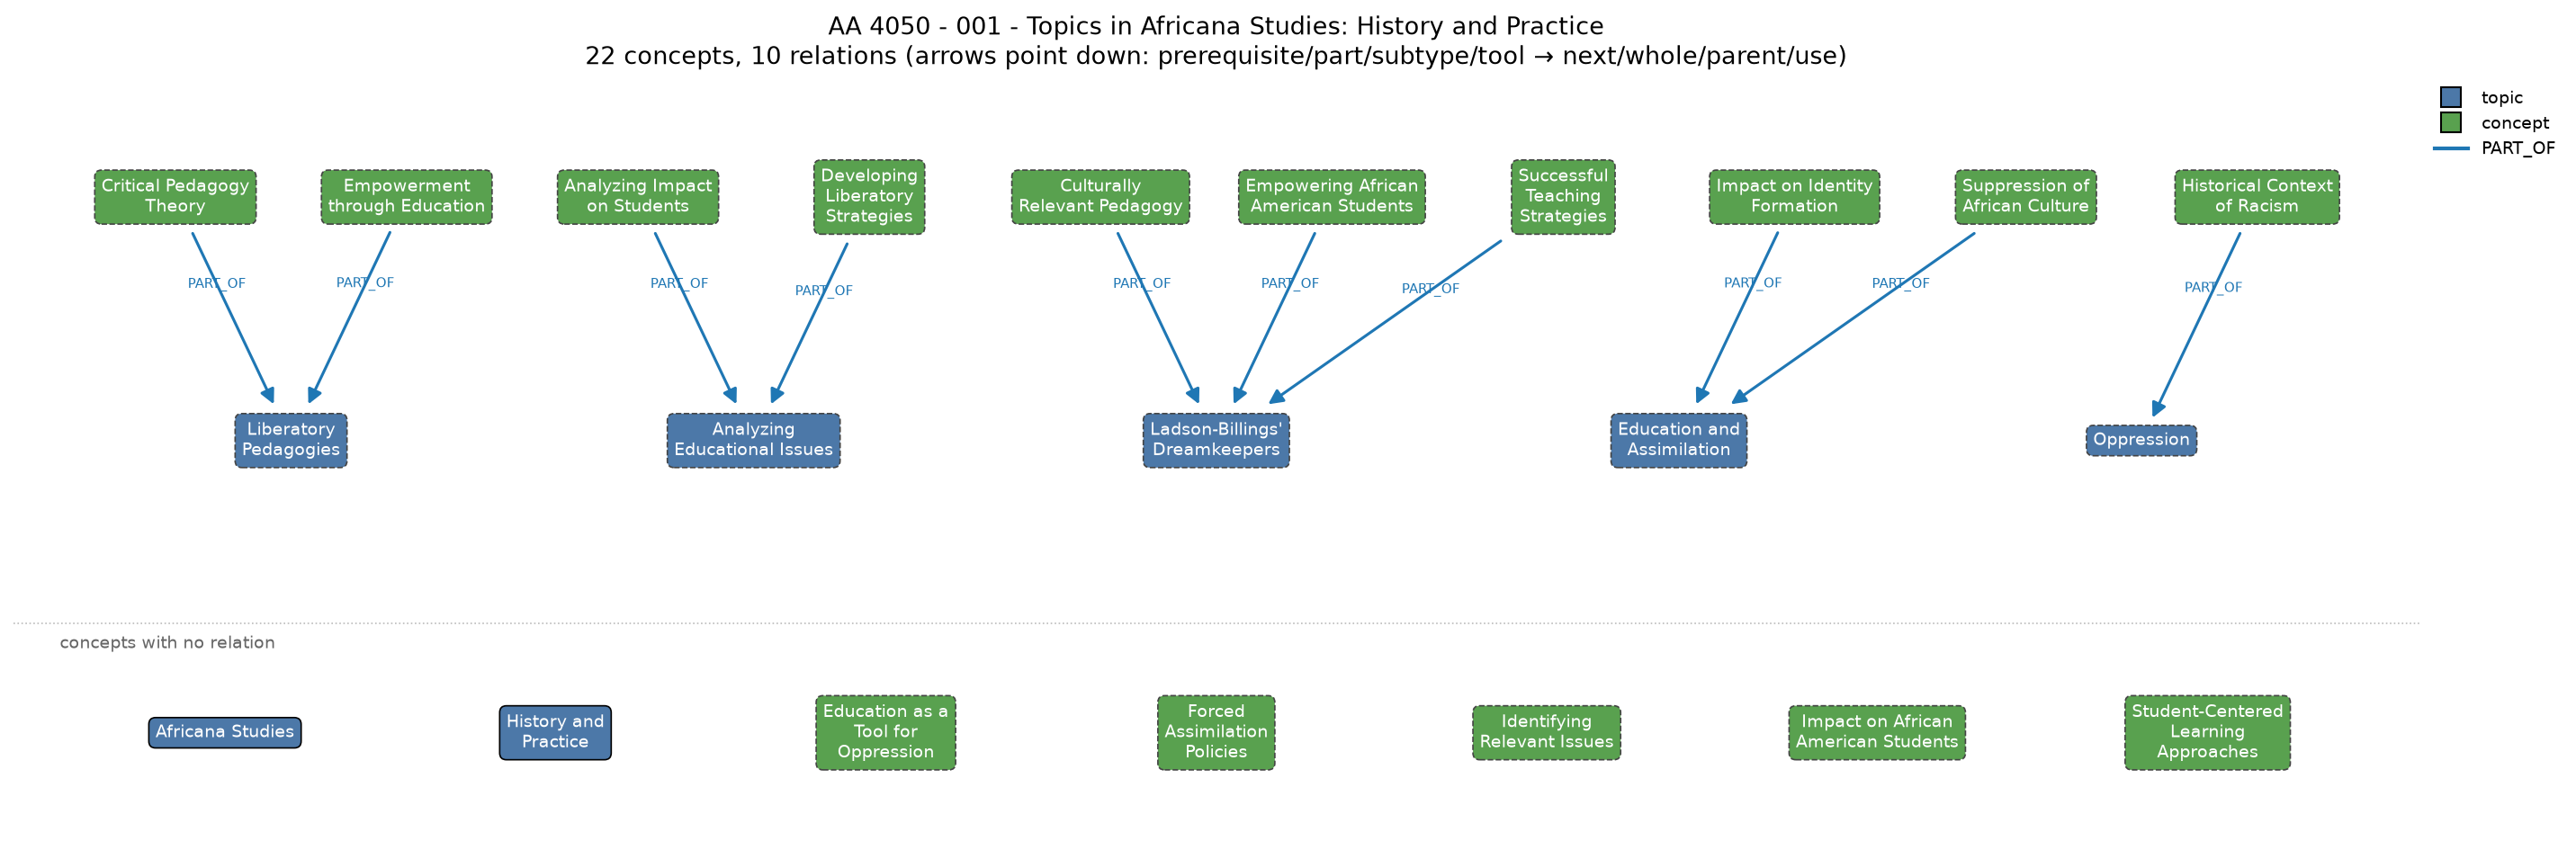 AA 4050 - 001 - Topics in Africana Studies: History and Practice
22 concepts, 10 relations (arrows point down: prerequisite/part/subtype/tool → next/whole/parent/use)
topic
concept
PART_OF
Critical Pedagogy
Theory
Empowerment
through Education
Analyzing Impact
on Students
Developing
Liberatory
Strategies
Culturally
Relevant Pedagogy
Empowering African
American Students
Successful
Teaching
Strategies
Impact on Identity
Formation
Suppression of
African Culture
Historical Context
of Racism
PART_OF
PART_OF
PART_OF
PART_OF
PART_OF
PART_OF
PART_OF
PART_OF
PART_OF
PART_OF
Liberatory
Pedagogies
Analyzing
Educational Issues
Ladson-Billings'
Dreamkeepers
Education and
Assimilation
Oppression
concepts with no relation
Africana Studies
History and
Practice
Education as a
Tool for
Oppression
Forced
Assimilation
Policies
Identifying
Relevant Issues
Impact on African
American Students
Student-Centered
Learning
Approaches